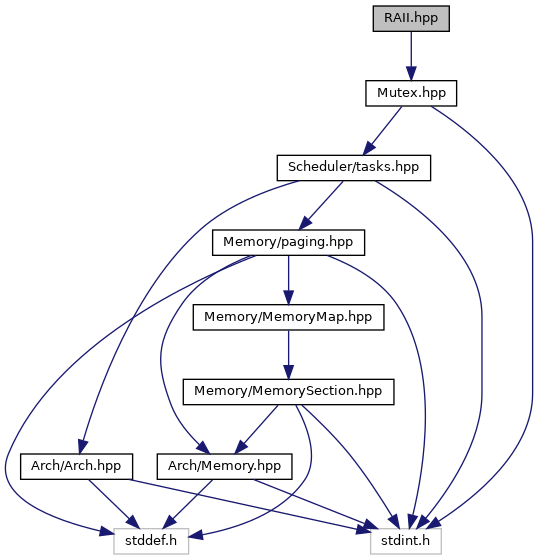 RAII.hpp
Mutex.hpp
Scheduler/tasks.hpp
Memory/paging.hpp
Memory/MemoryMap.hpp
Memory/MemorySection.hpp
Arch/Arch.hpp
Arch/Memory.hpp
stddef.h
stdint.h